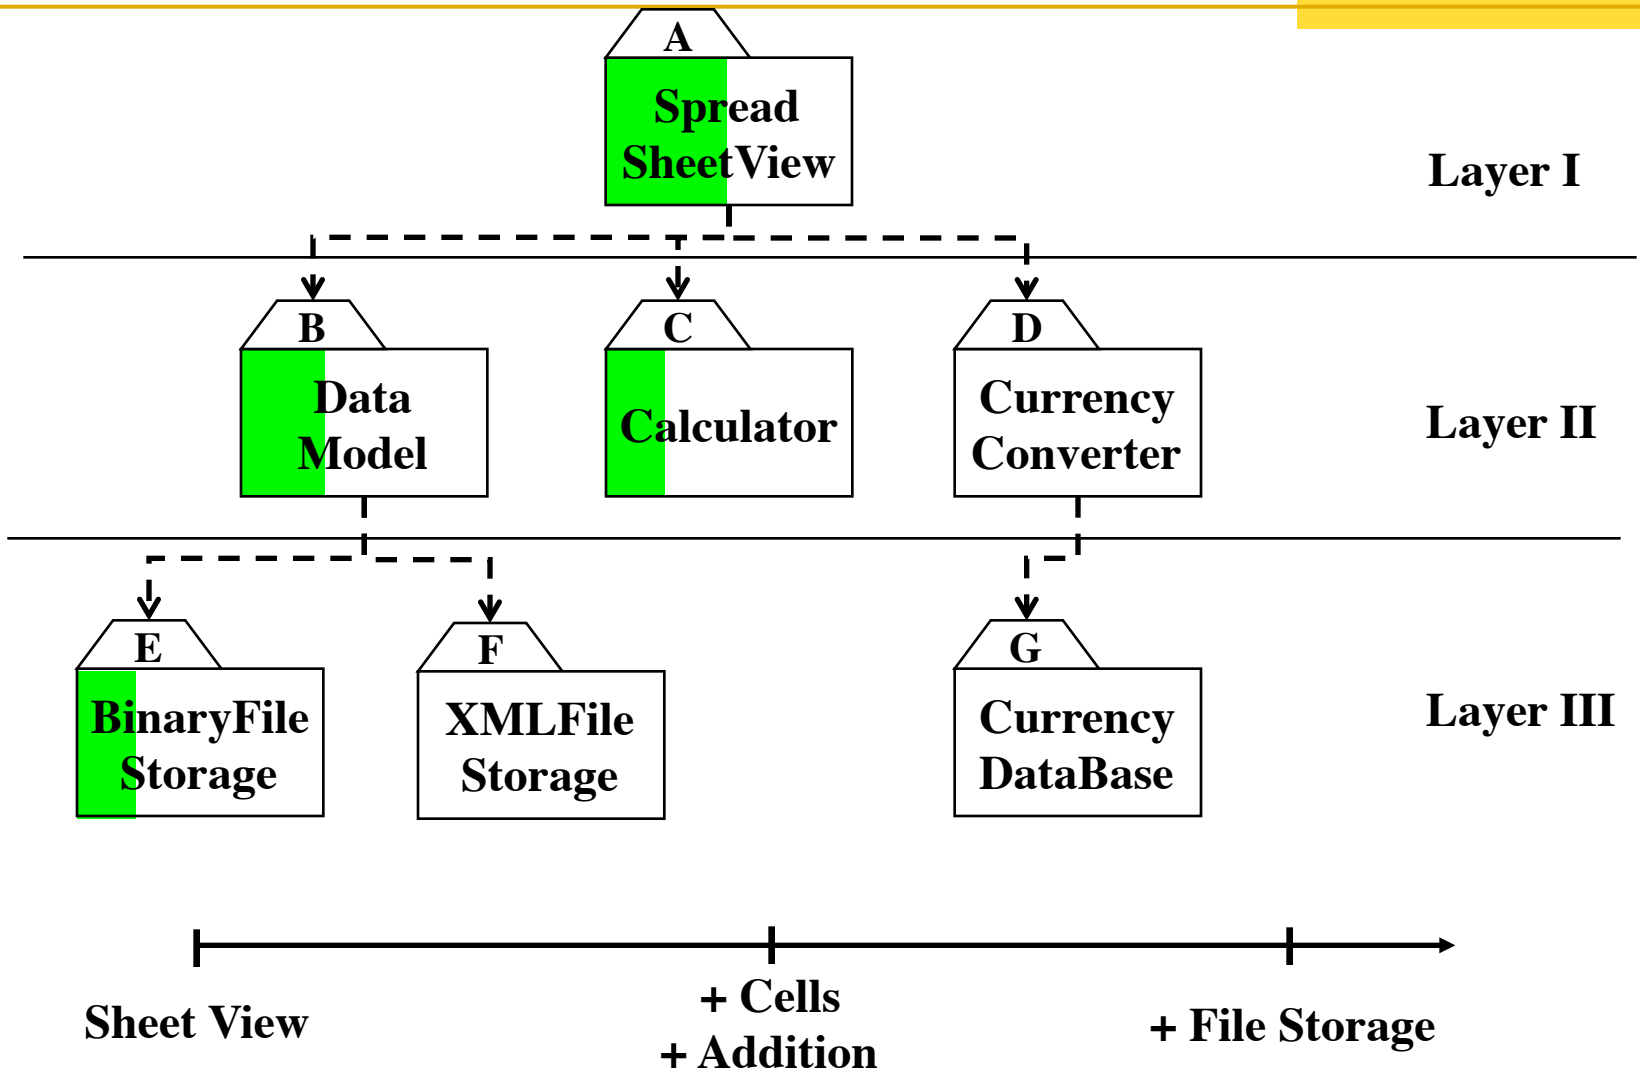 A
Spread
SheetView
Layer I
B
Data
Model
C
Calculator
D
Currency
Converter
Layer II
E
BinaryFile
Storage
F
XMLFile
Storage
G
Currency
DataBase
Layer III
Sheet View
+ Cells
+ Addition
+ File Storage